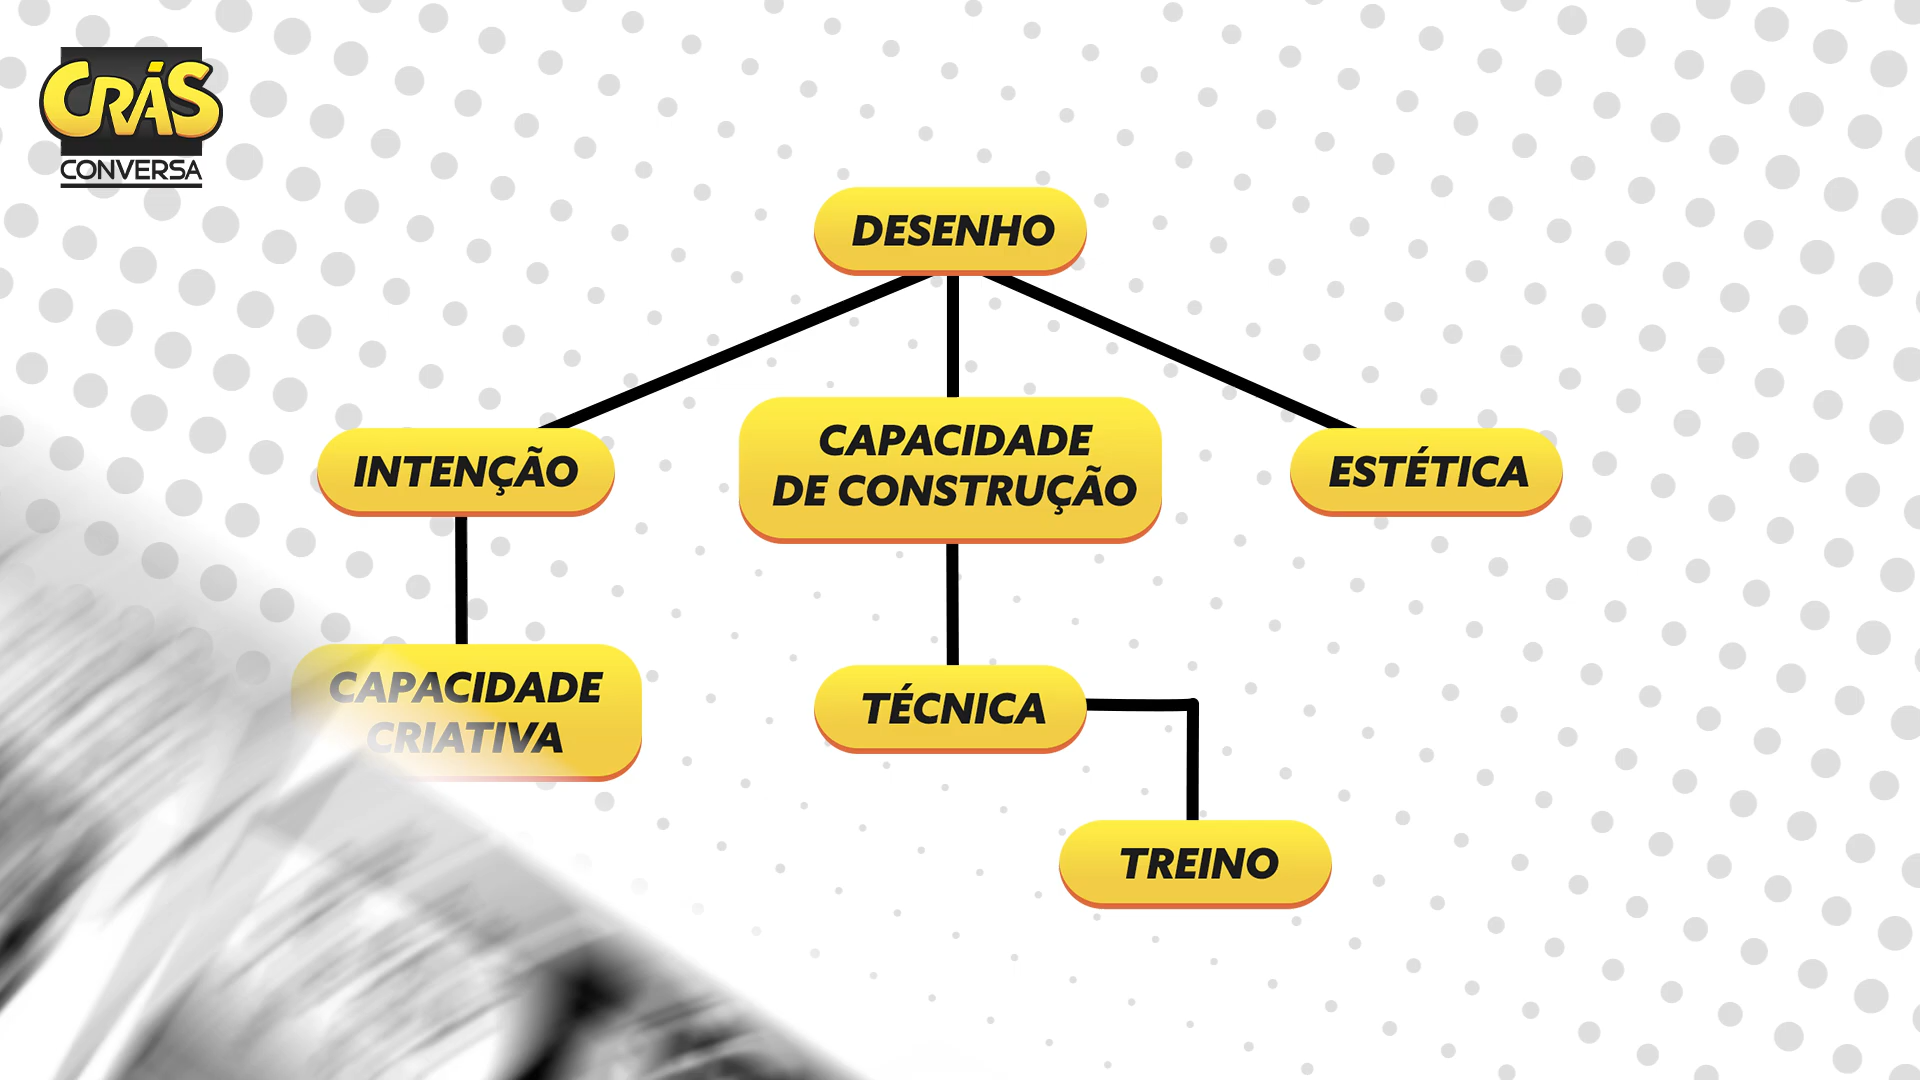 CRÁS
CONVERSA
DESENHO
INTENÇÃO
CAPACIDADE
DE CONSTRUÇÃO
ESTÉTICA
CAPACIDADE
CRIATIVA
TÉCNICA
TREINO